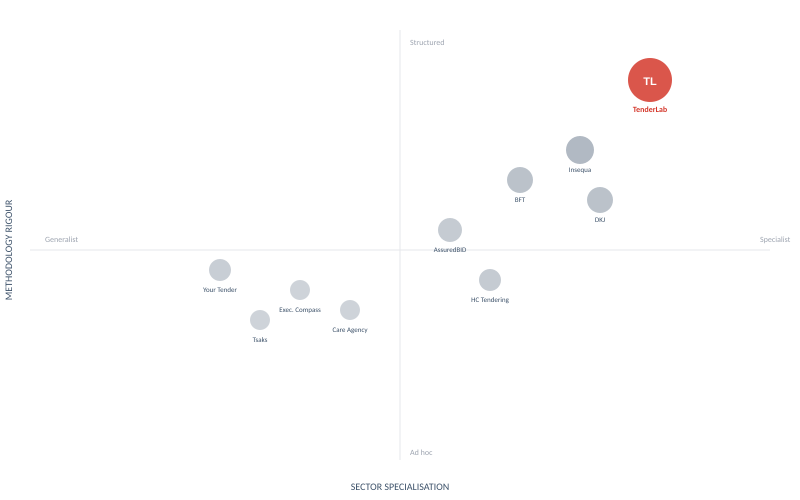 Structured
TL
TenderLab
Insequa
BFT
DKJ
Generalist
Specialist
AssuredBID
METHODOLOGY RIGOUR
Your Tender
HC Tendering
Exec. Compass
Care Agency
Tsaks
Ad hoc
SECTOR SPECIALISATION